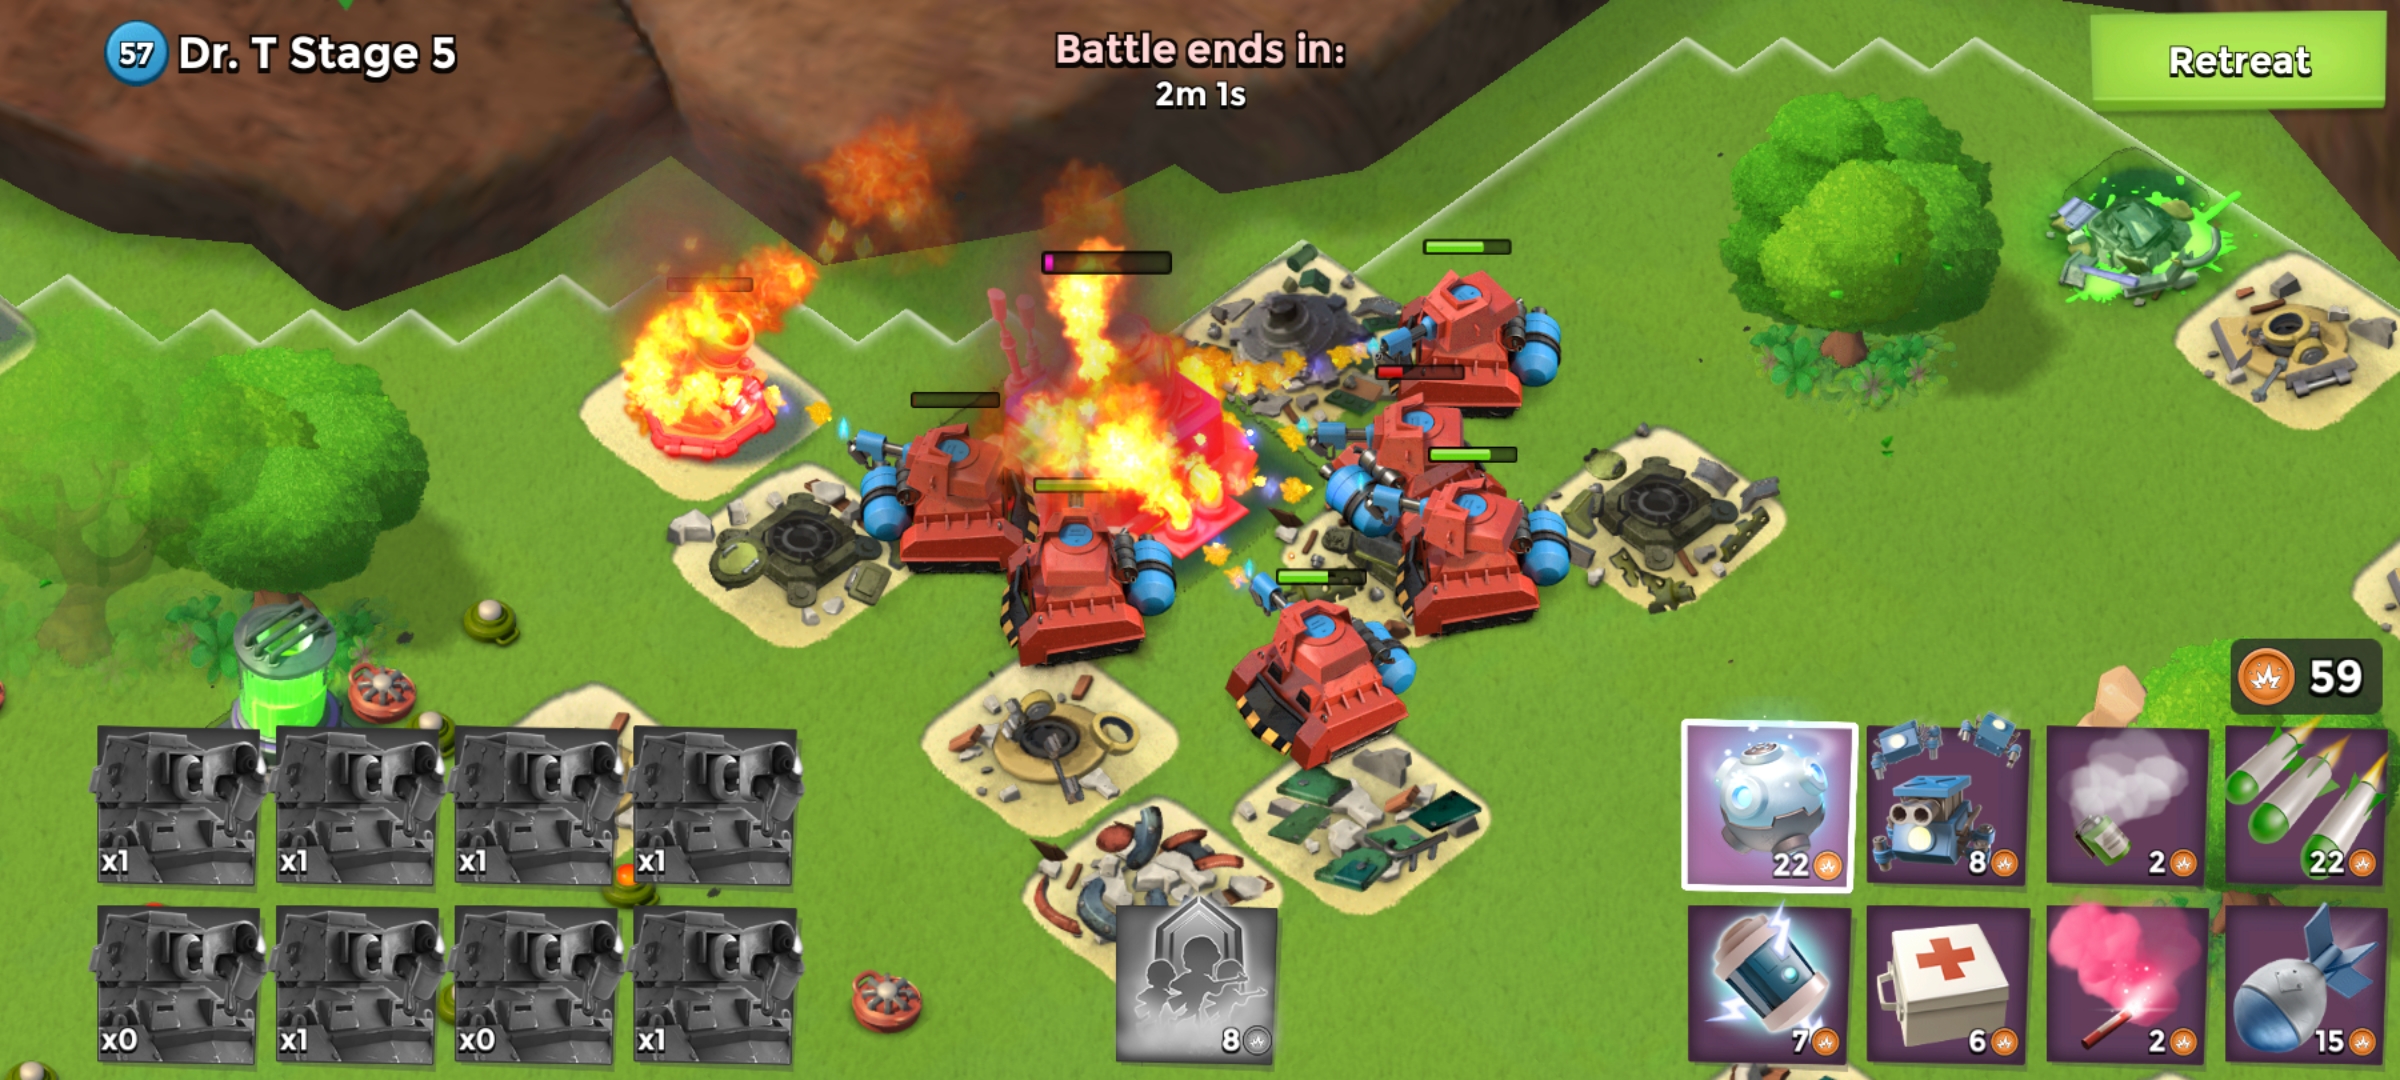 57 Dr. T Stage 5
Battle ends in:
2m 1s
Retreat
59
x1 x1 x1 x1
22 8 2 22
x0 x1 x0 x1
8
7 6 2 15